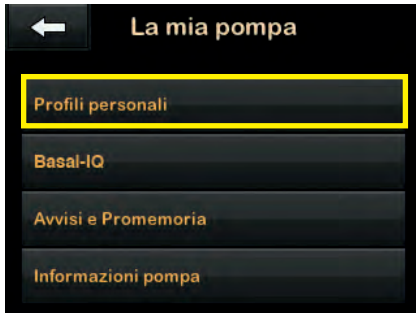 La mia pompa
Profili personali
Basal-IQ
Avvisi e Promemoria
Informazioni pompa